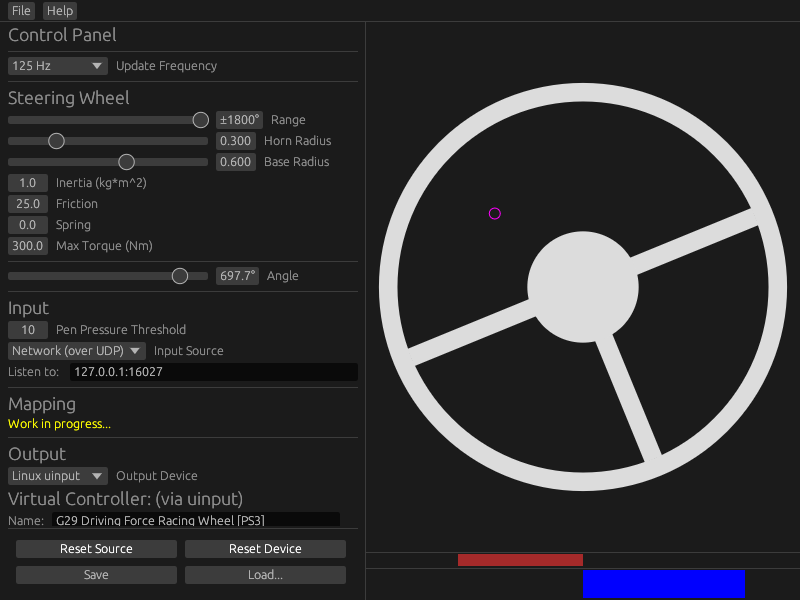 File Help
Control Panel
125 Hz Update Frequency
Steering Wheel
±1800° Range
0.300 Horn Radius
0.600 Base Radius
1.0 Inertia (kg*m^2)
25.0 Friction
0.0 Spring
300.0 Max Torque (Nm)
697.7° Angle
Input
10 Pen Pressure Threshold
Network (over UDP) Input Source
Listen to: 127.0.0.1:16027
Mapping
Work in progress...
Output
Linux uinput Output Device
Virtual Controller: (via uinput)
Name: G29 Driving Force Racing Wheel [PS3]
Reset Source Reset Device
Save Load...